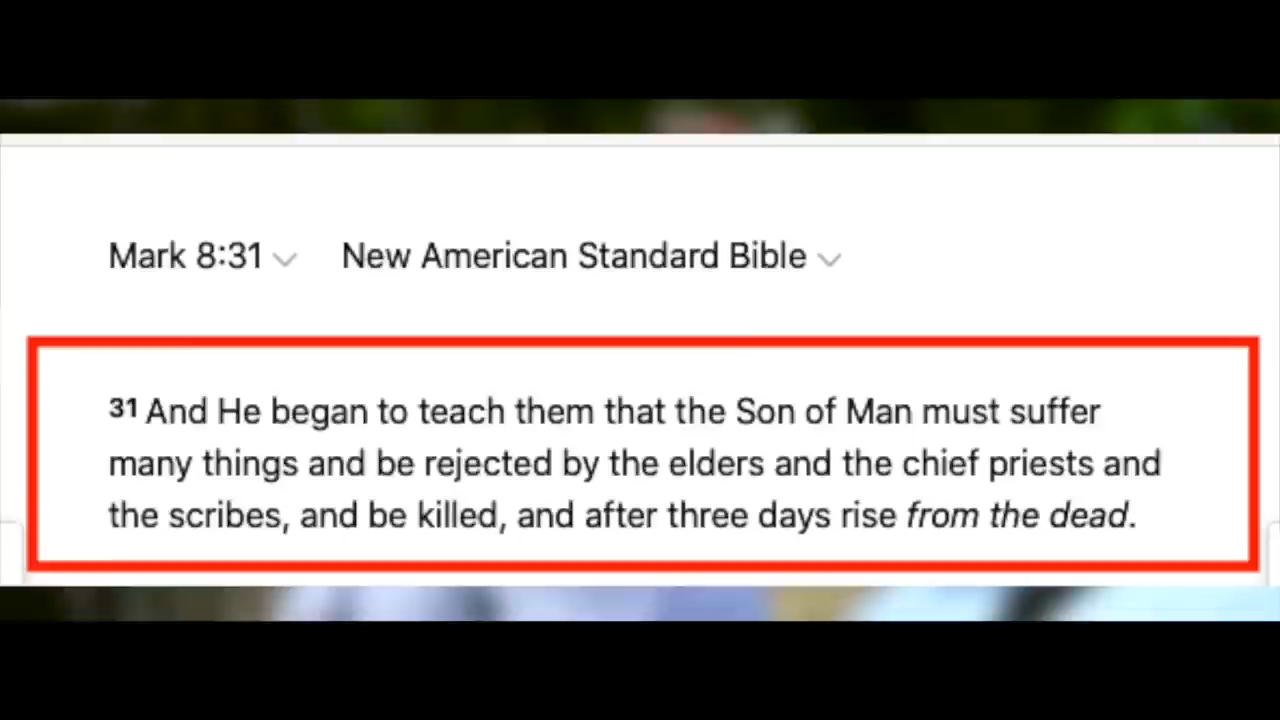 Mark 8:31 New American Standard Bible
31 And He began to teach them that the Son of Man must suffer
many things and be rejected by the elders and the chief priests and
the scribes, and be killed, and after three days rise from the dead.